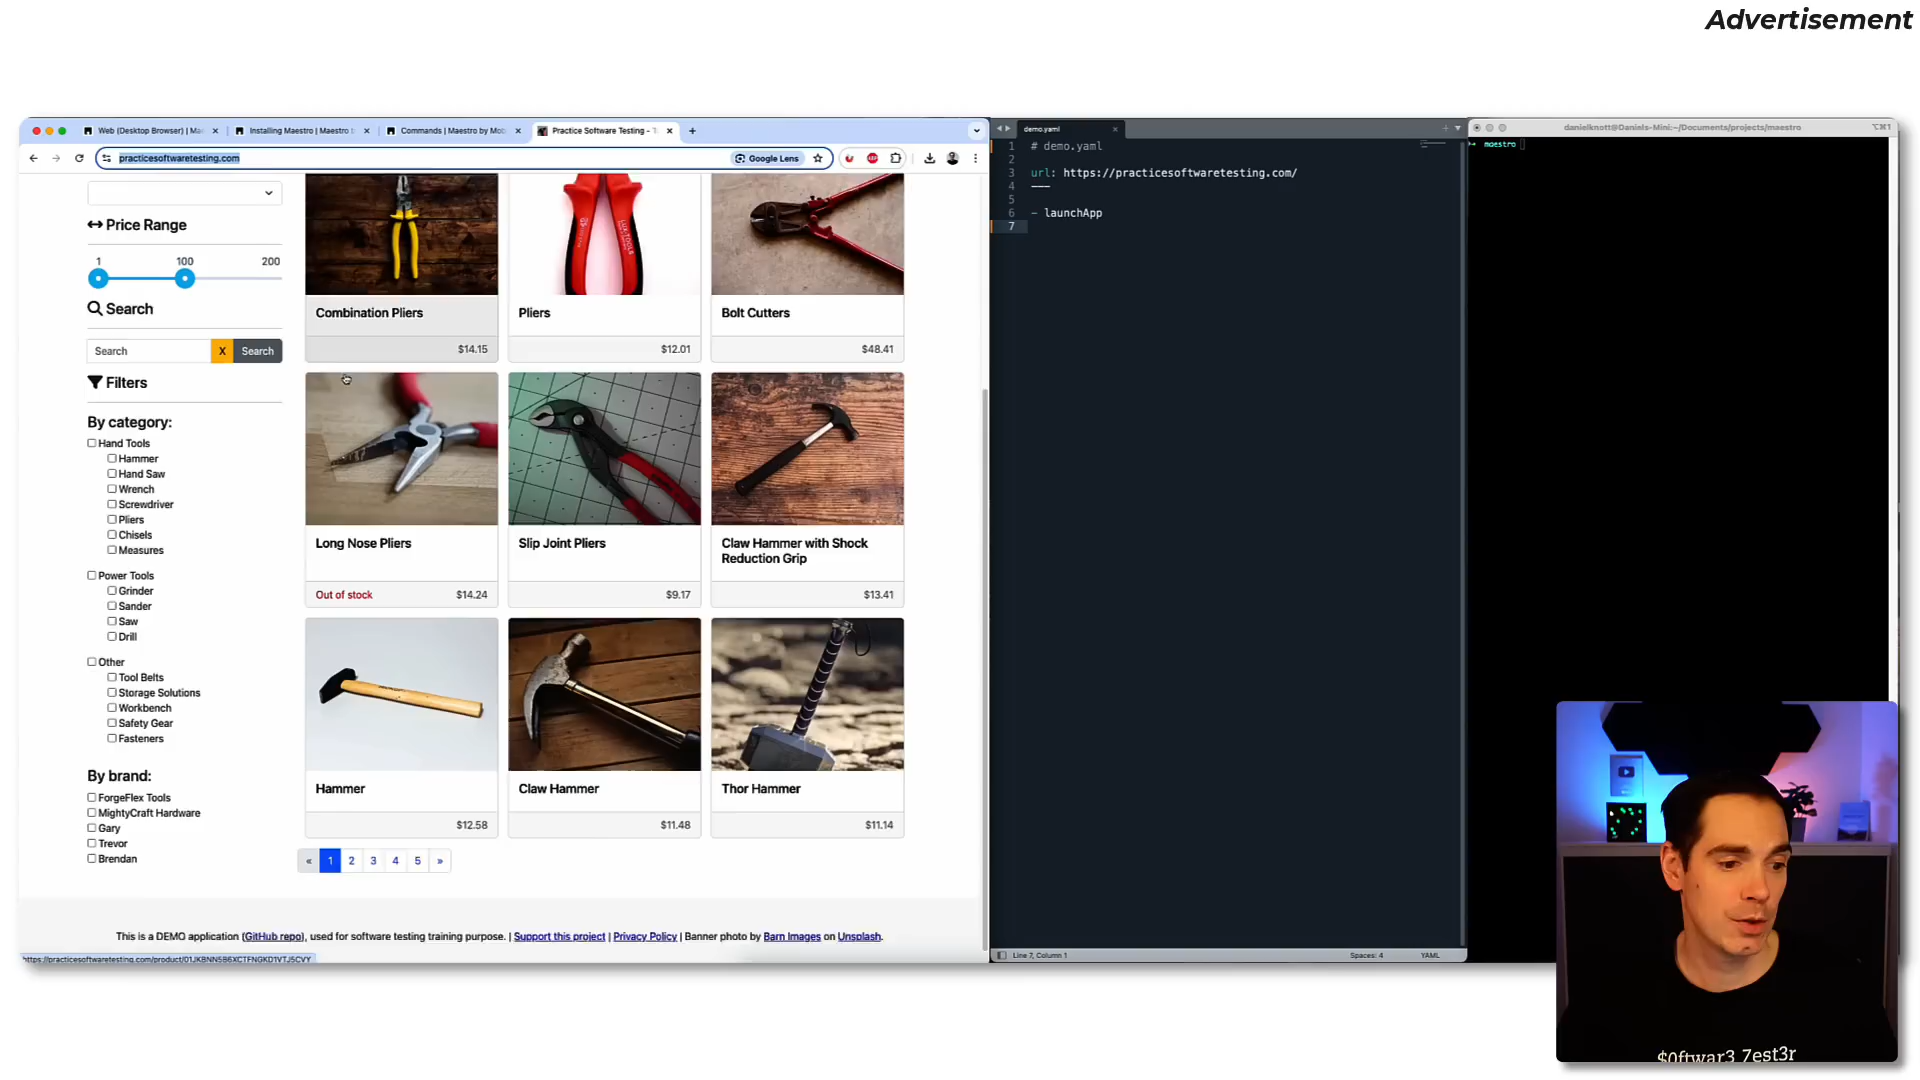 Advertisement
Web (Desktop Browser) | Ma
Installing Maestro | Maestro b
Commands | Maestro by Mob
Practice Software Testing - T
practicesoftwaretesting.com
Google Lens
Price Range
1
100
200
Search
Search
X
Search
Filters
By category:
Hand Tools
Hammer
Hand Saw
Wrench
Screwdriver
Pliers
Chisels
Measures
Power Tools
Grinder
Sander
Saw
Drill
Other
Tool Belts
Storage Solutions
Workbench
Safety Gear
Fasteners
By brand:
ForgeFlex Tools
MightyCraft Hardware
Gary
Trevor
Brendan
Combination Pliers
$14.15
Pliers
$12.01
Bolt Cutters
$48.41
Long Nose Pliers
Out of stock
$14.24
Slip Joint Pliers
$9.17
Claw Hammer with Shock
Reduction Grip
$13.41
Hammer
$12.58
Claw Hammer
$11.48
Thor Hammer
$11.14
« 1 2 3 4 5 »
This is a DEMO application (GitHub repo), used for software testing training purpose. | Support this project | Privacy Policy | Banner photo by Barn Images on Unsplash.
demo.yaml
1 # demo.yaml
2
3 url: https://practicesoftwaretesting.com/
4 ---
5
6 - launchApp
7
Line 7, Column 1
Spaces: 4
YAML
danielknott@Daniels-Mini:~/Documents/projects/maestro
⌥⌘1
maestro
$0ftwar3 7est3r